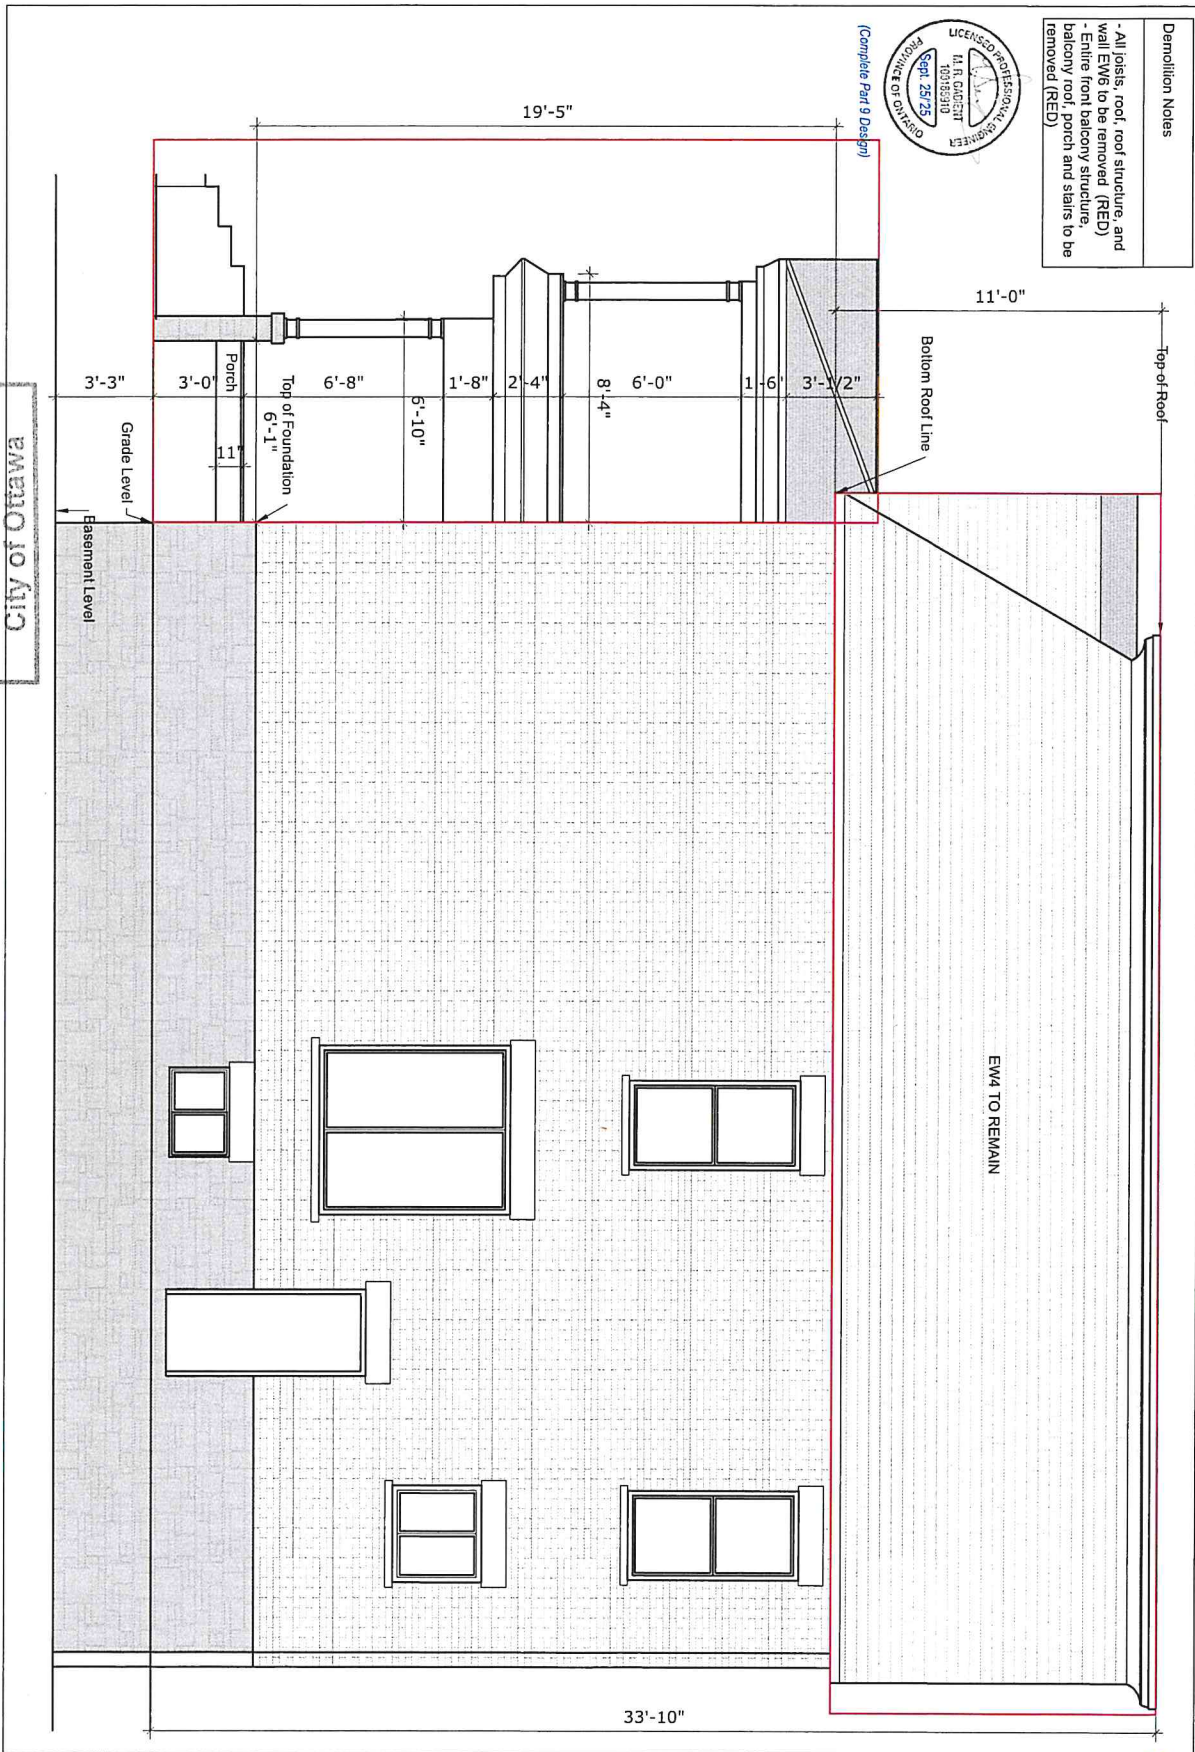 Demolition Notes
- All joists, roof, roof structure, and
wall EW6 to be removed (RED)
- Entire front balcony structure,
balcony roof, porch and stairs to be
removed (RED)
LICENSED PROFESSIONAL ENGINEER
M. R. GADIENT
100185910
Sept. 25/25
PROVINCE OF ONTARIO
(Complete Part 9 Design)
19'-5"
11'-0"
Top of Roof
Bottom Roof Line
3'-3"
3'-0"
Porch
11"
6'-8"
1'-8"
2'-4"
6'-0"
1'-6"
3'-1/2"
8'-4"
6'-10"
Top of Foundation
6'-1"
Grade Level
Basement Level
EW4 TO REMAIN
33'-10"
City of Ottawa